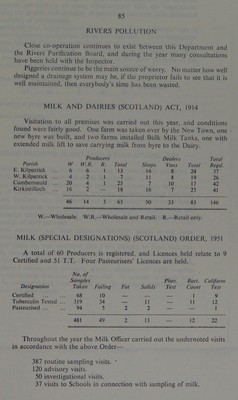 85
RIVERS POLLUTION
Close co-operation continues to exist between this Department and
the Rivers Purification Board, and during the year many consultations
have been held with the Inspector.
Piggeries continue to be the main source of worry. No matter how well
designed a drainage system may be, if the proprietor fails to see that it is
well maintained, then everybody's time has been wasted.
MILK AND DAIRIES (SCOTLAND) ACT, 1914
Visitation to all premises was carried out this year, and conditions
found were fairly good. One farm was taken over by the New Town, one
new byre was built, and two farms installed Bulk Milk Tanks, one with
extended milk lift to save carrying milk from byre to the Dairy.
Producers Dealers Total
Parish W W.R. R. Total Shops Vans Total Regd.
E. Kilpatrick ... 6 6 1 13 16 8 24 37
W. Kilpatrick ... 4 2 1 7 11 8 19 26
Cumbernauld ... 20 4 1 25 7 10 17 42
Kirkintilloch ... 16 2 — 18 16 7 23 41
46 14 3 63 50 33 83 146
W.—Wholesale. W.R.—Wholesale and Retail. R.—Retail only.
MILK (SPECIAL DESIGNATIONS) (SCOTLAND) ORDER, 1951
A total of 60 Producers is registered, and Licences held relate to 9
Certified and 51 T.T. Four Pasteurisers' Licences are held.
No. of
Samples Phos. Bact. Coliform
Designation Taken Failing Fat Solids Test Count Test
Certified ... 68 10 — — — 1 9
Tuberculin Tested ... 319 34 — 11 — 11 12
Pasteurised ... 94 5 2 2 — — 1
481 49 2 13 — 12 22
Throughout the year the Milk Officer carried out the undernoted visits
in accordance with the above Order—
387 routine sampling visits.
120 advisory visits.
50 investigational visits.
37 visits to Schools in connection with sampling of milk.